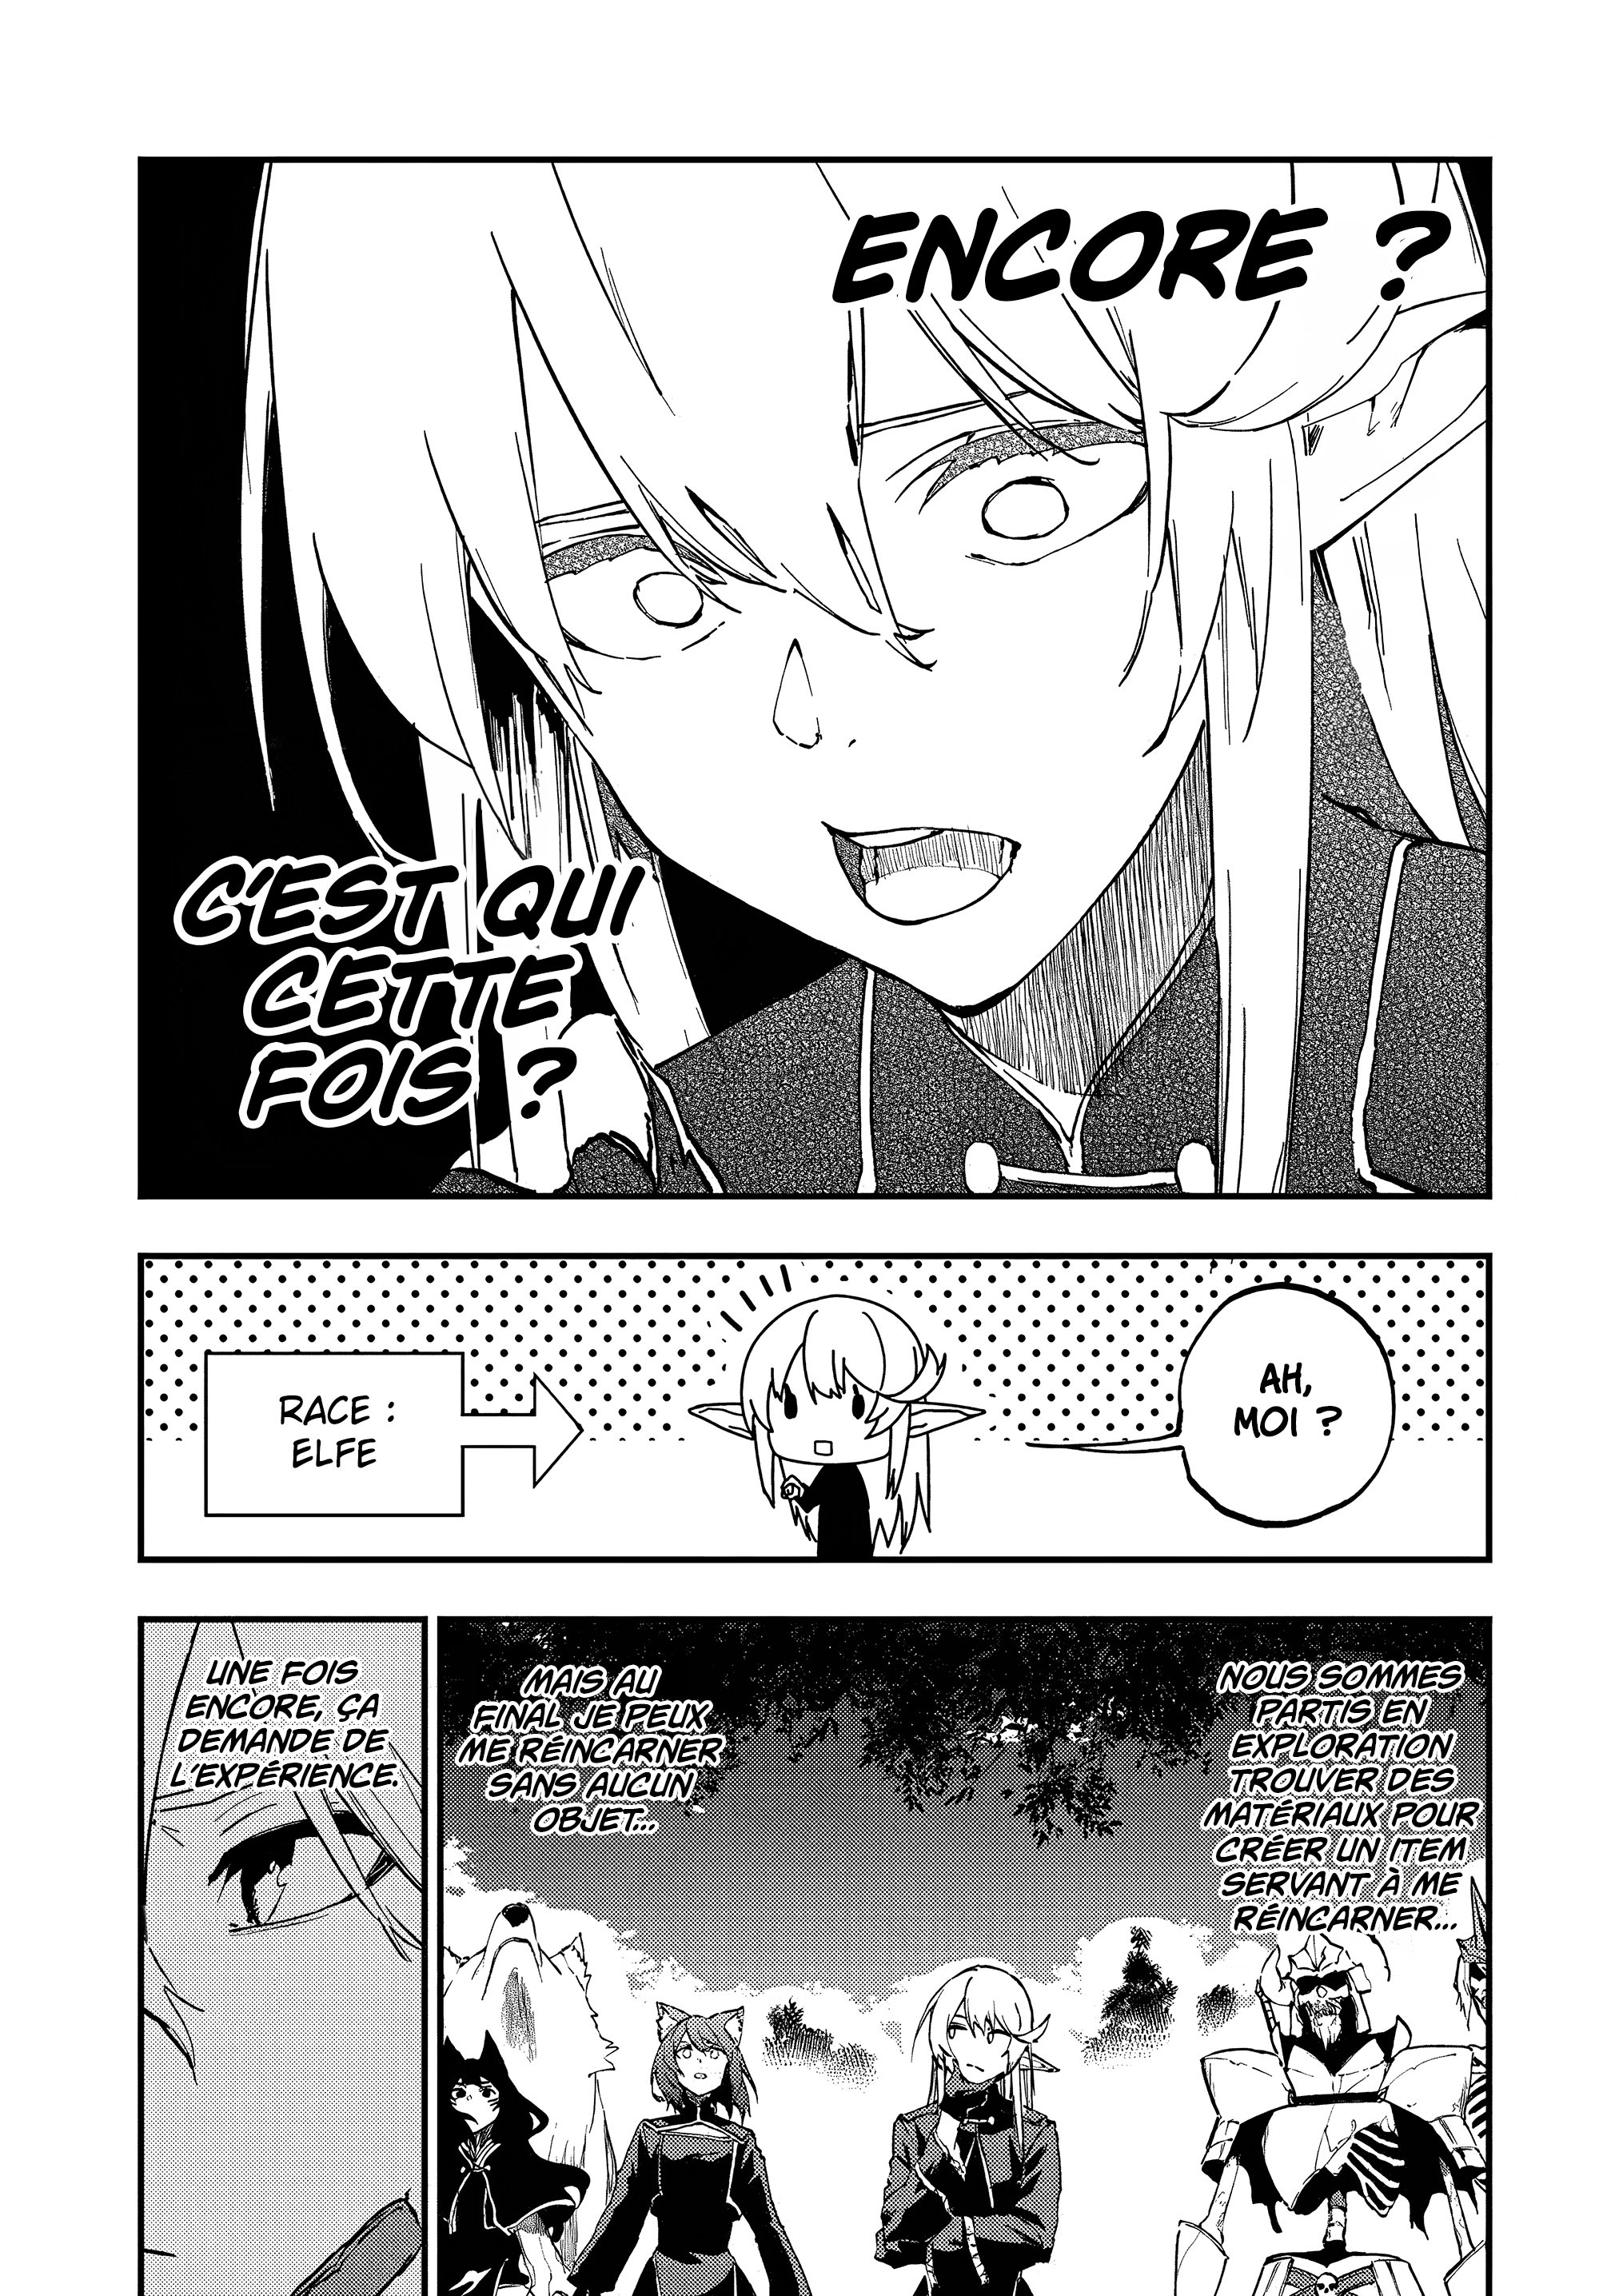 ENCORE ?
C'EST QUI
CETTE
FOIS ?
AH,
MOI ?
RACE :
ELFE
NOUS SOMMES
PARTIS EN
EXPLORATION
TROUVER DES
MATÉRIAUX POUR
CRÉER UN ITEM
SERVANT À ME
RÉINCARNER...
MAIS AU
FINAL JE PEUX
ME RÉINCARNER
SANS AUCUN
OBJET...
UNE FOIS
ENCORE, ÇA
DEMANDE DE
L'EXPÉRIENCE.